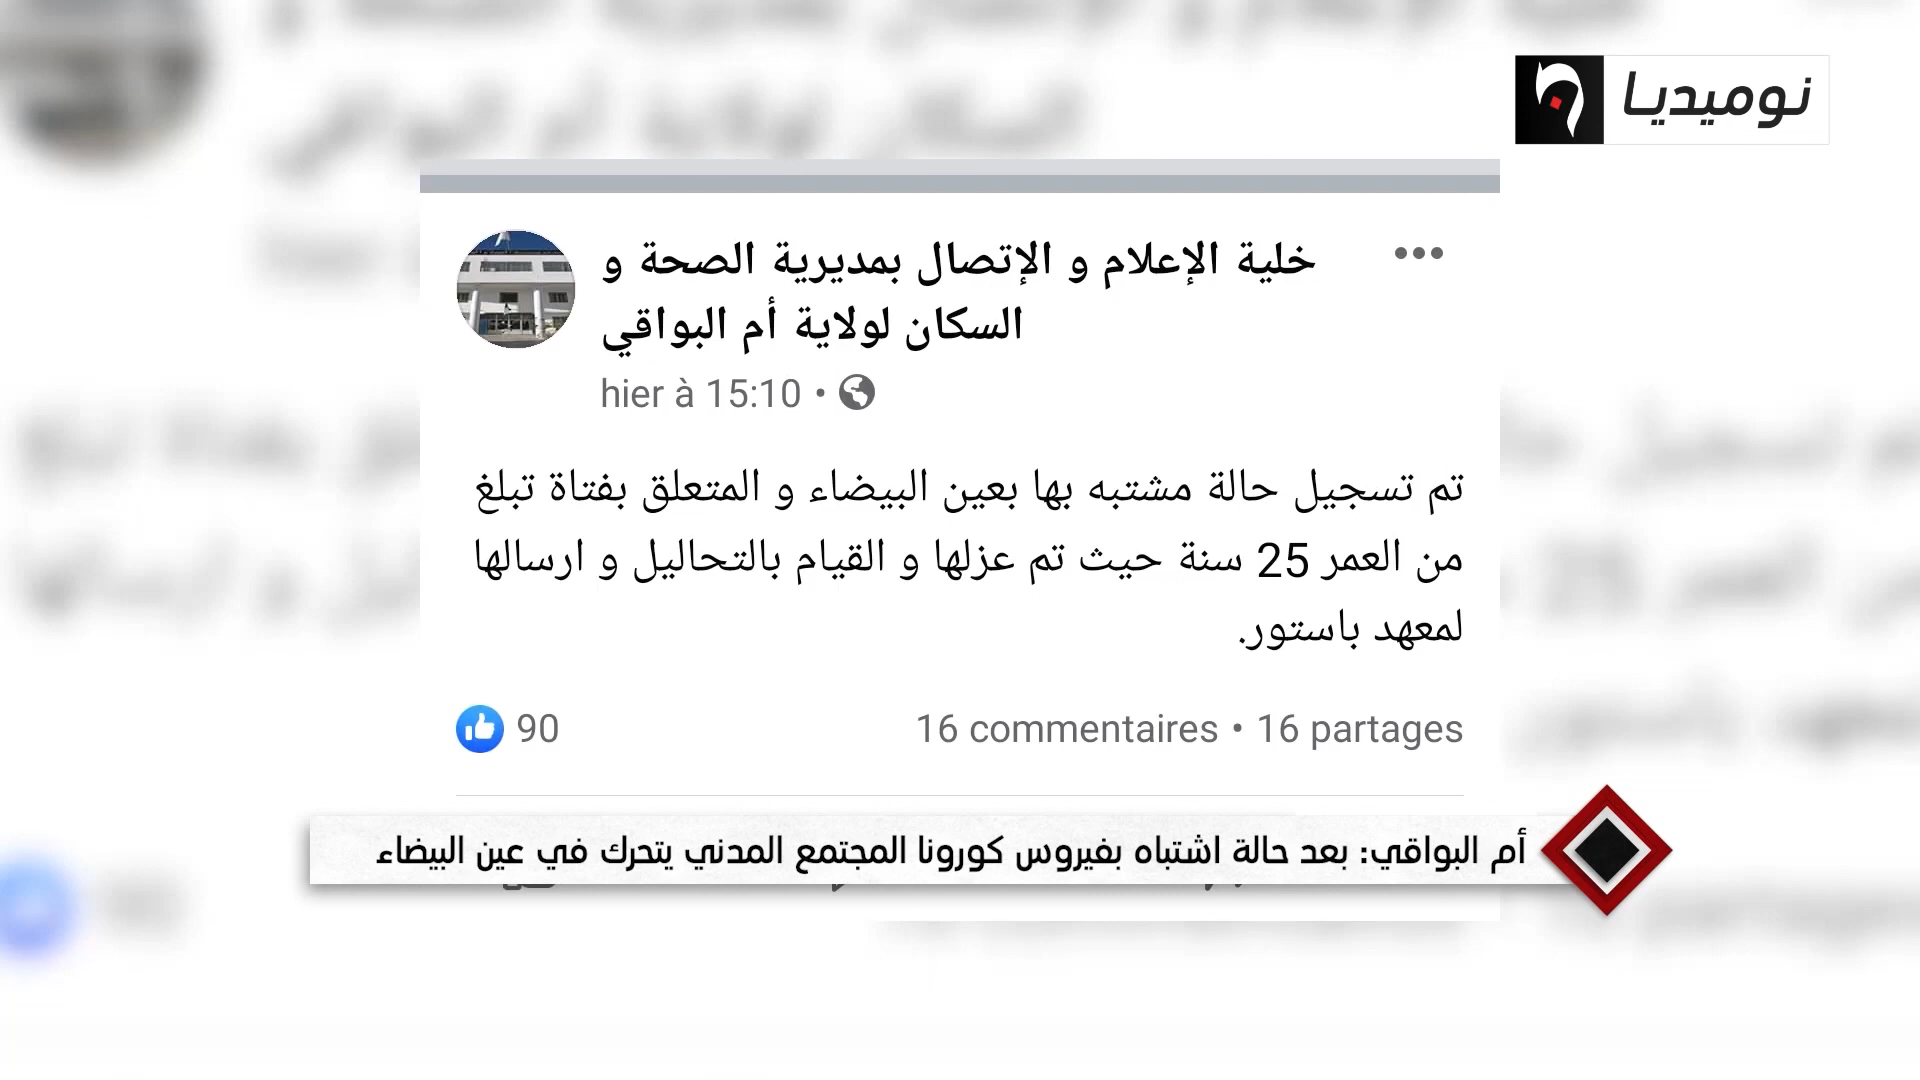 نوميديا
خلية الإعلام و الإتصال بمديرية الصحة و
السكان لولاية أم البواقي
hier à 15:10 •
تم تسجيل حالة مشتبه بها بعين البيضاء و المتعلق بفتاة تبلغ
من العمر 25 سنة حيث تم عزلها و القيام بالتحاليل و ارسالها
لمعهد باستور.
90
16 commentaires • 16 partages
أم البواقي: بعد حالة اشتباه بفيروس كورونا المجتمع المدني يتحرك في عين البيضاء